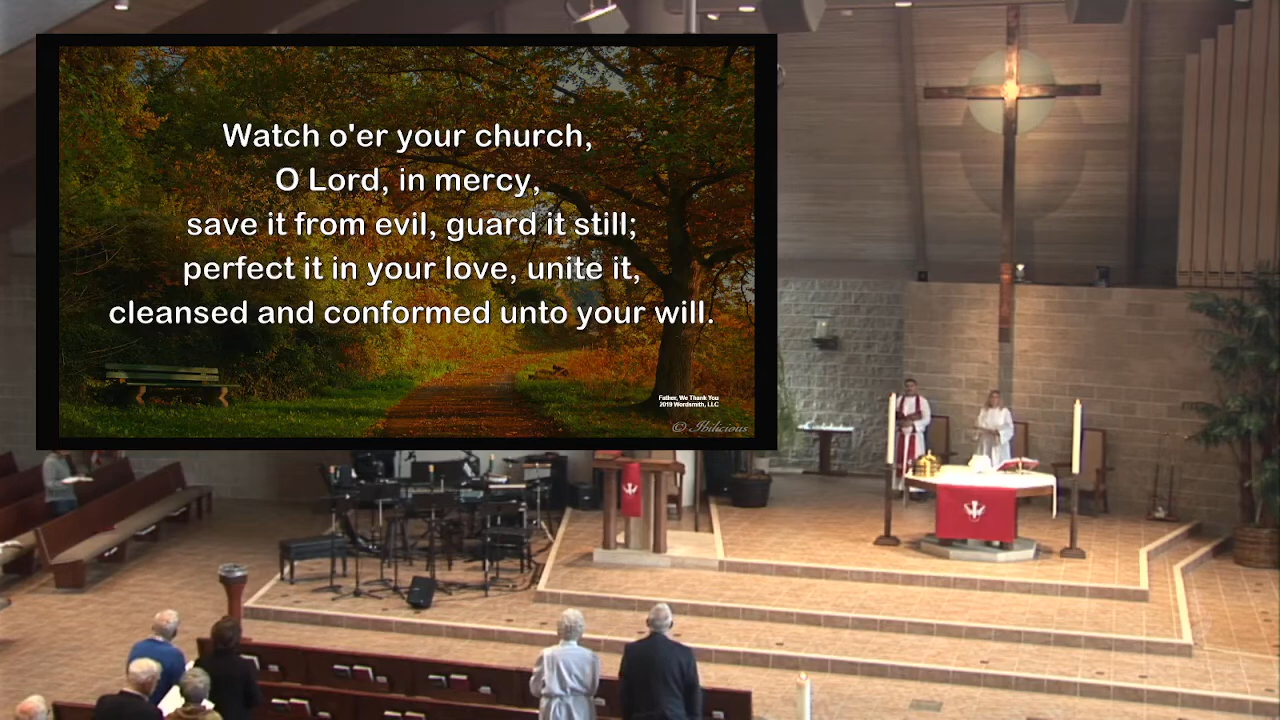 Watch o'er your church,
O Lord, in mercy,
save it from evil, guard it still;
perfect it in your love, unite it,
cleansed and conformed unto your will.
Father, We Thank You
2019 Wordsmith, LLC
© Ibilicious